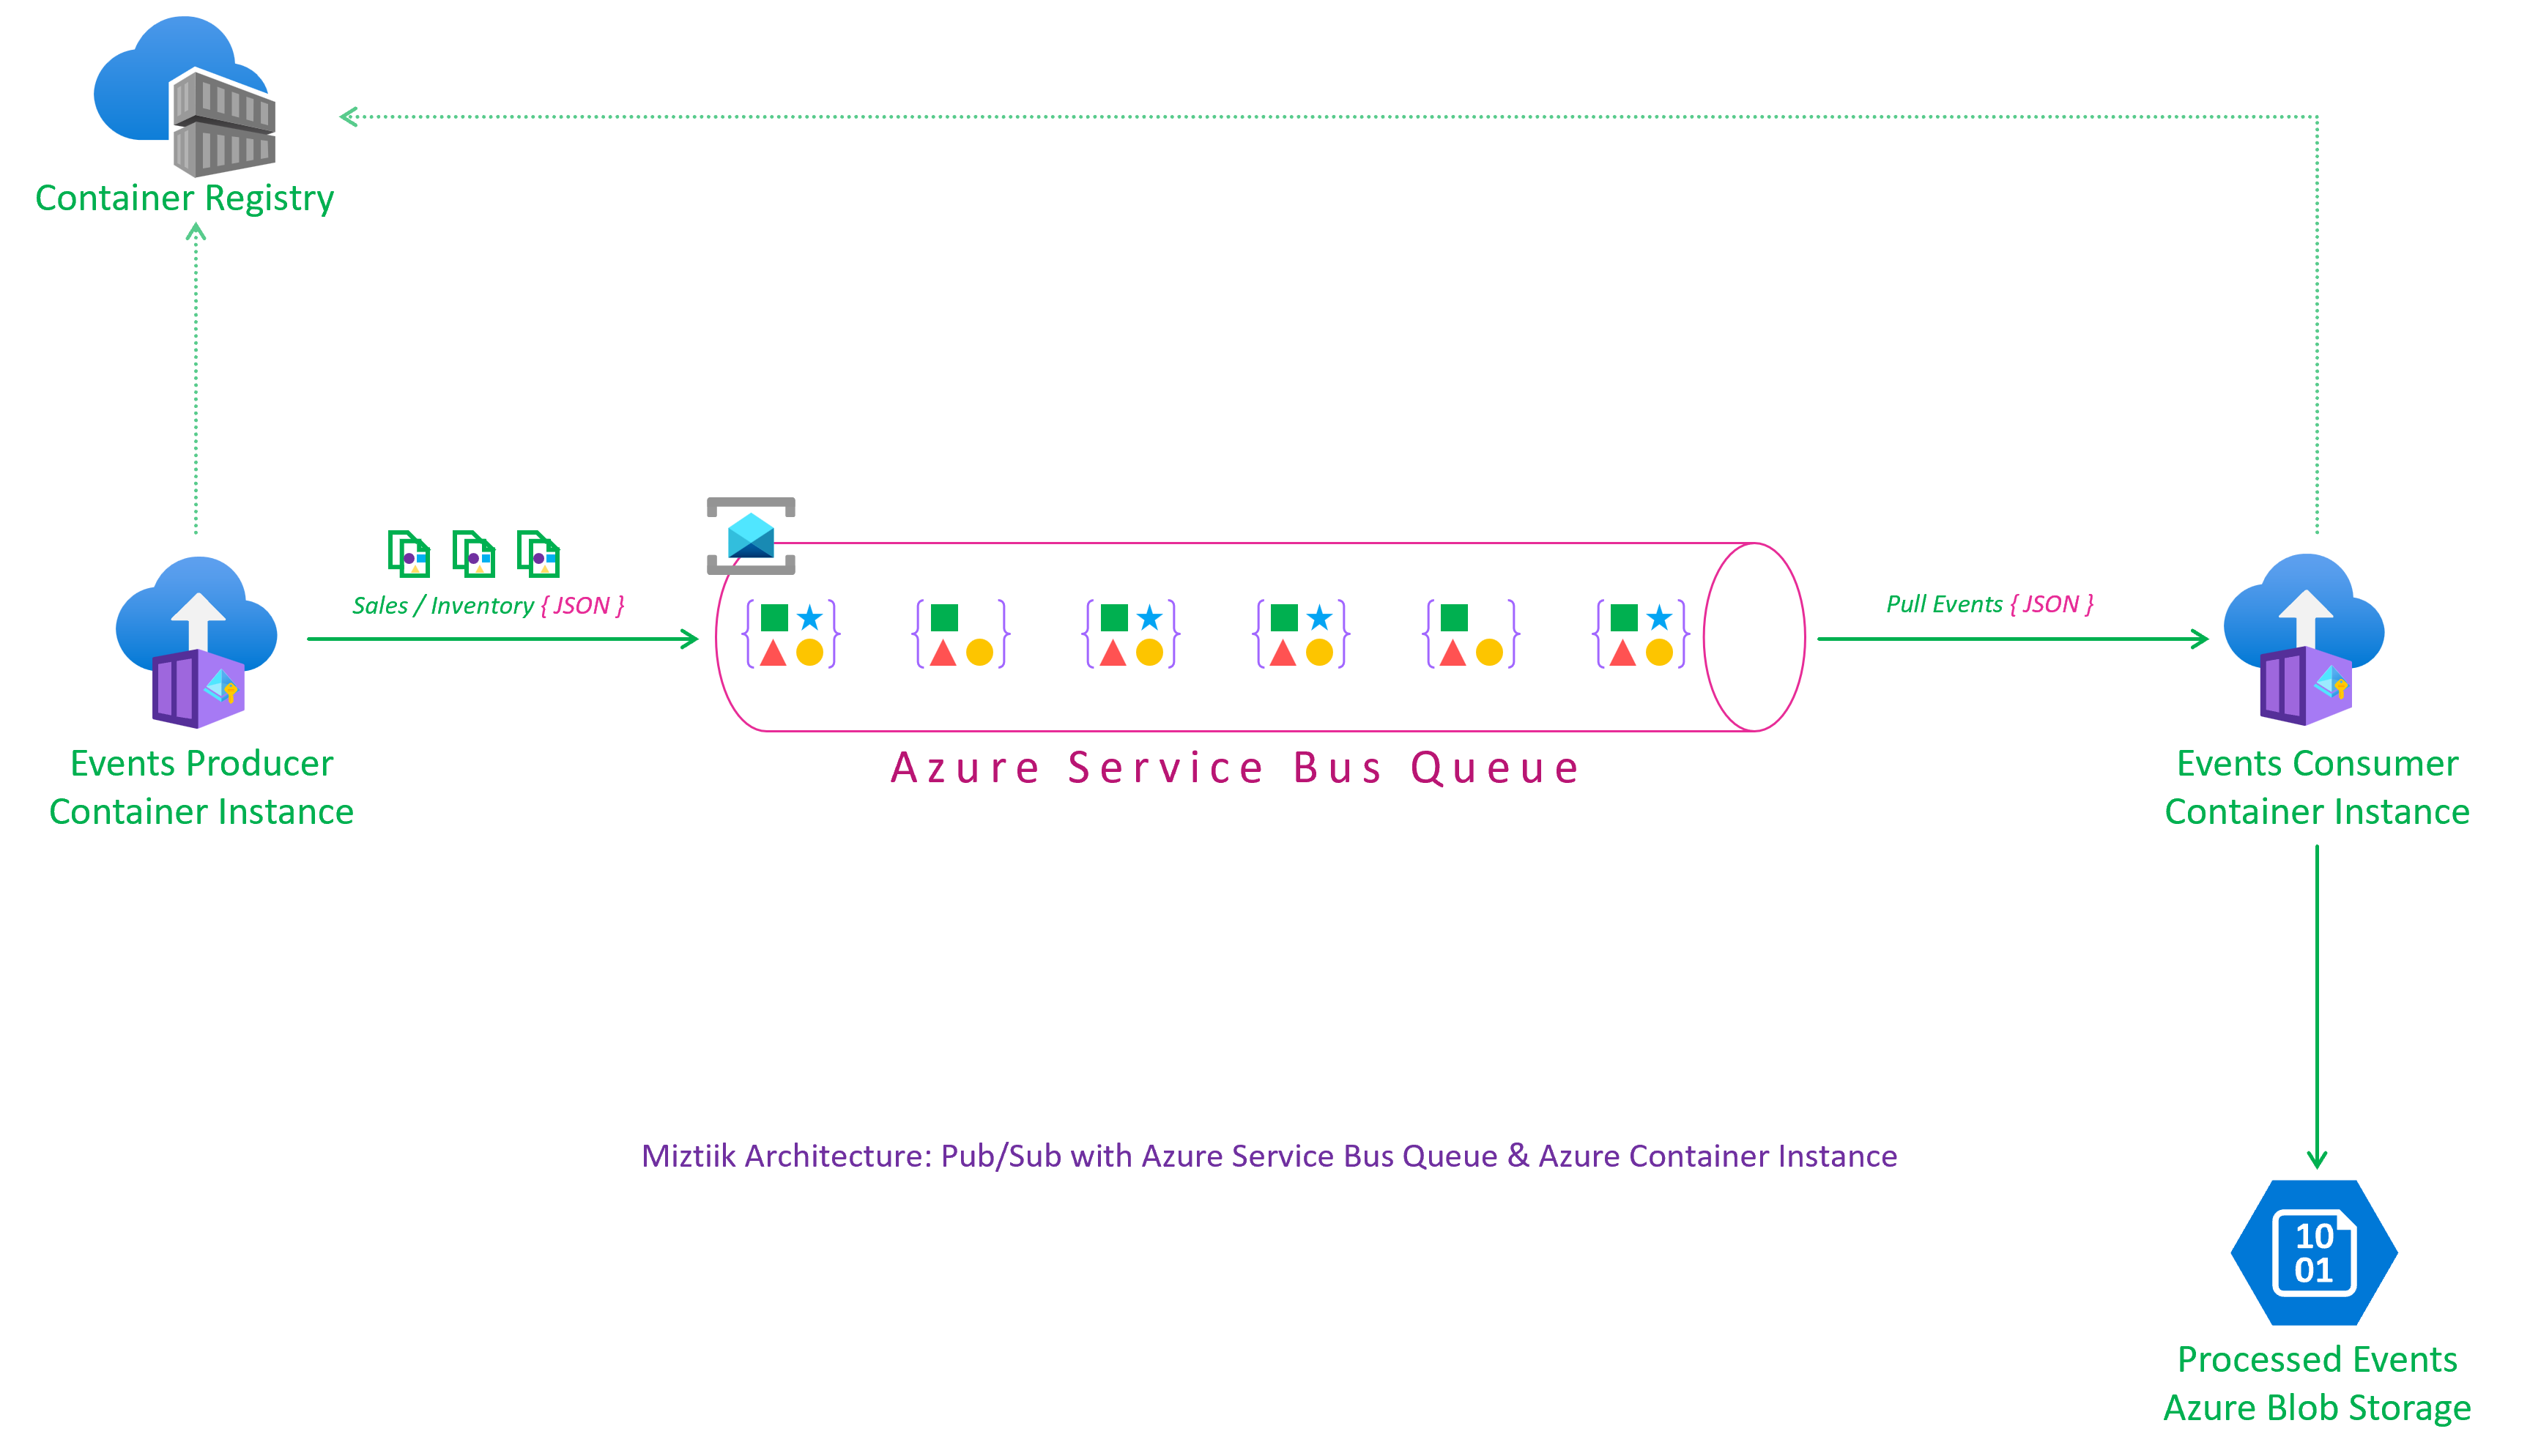 Container Registry
Sales / Inventory { JSON }
Pull Events { JSON }
Events Producer
Container Instance
Azure Service Bus Queue
Events Consumer
Container Instance
Miztiik Architecture: Pub/Sub with Azure Service Bus Queue & Azure Container Instance
10
01
Processed Events
Azure Blob Storage